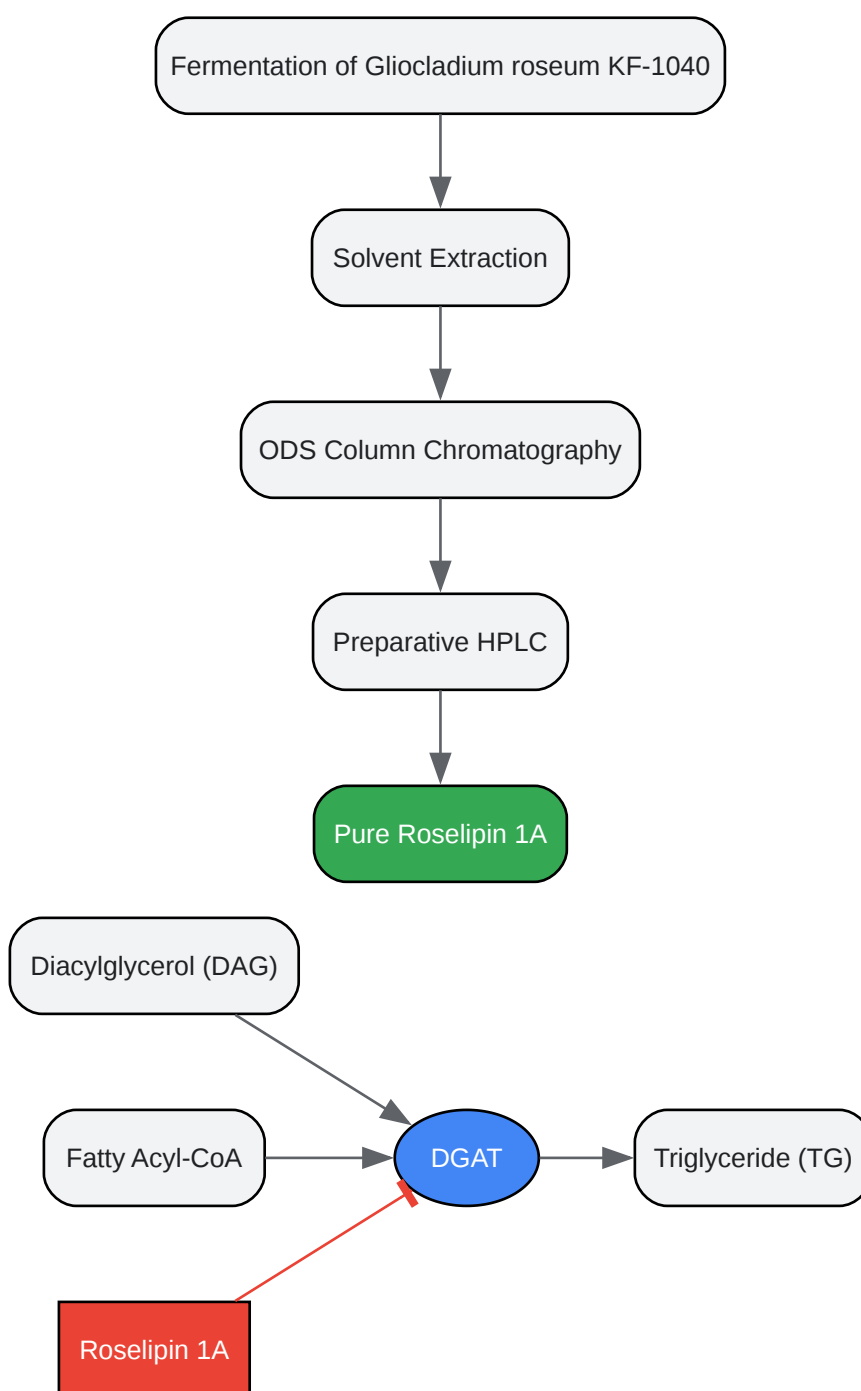 Fermentation of Gliocladium roseum KF-1040
Solvent Extraction
ODS Column Chromatography
Preparative HPLC
Pure Roselipin 1A
Diacylglycerol (DAG)
Fatty Acyl-CoA
DGAT
Triglyceride (TG)
Roselipin 1A